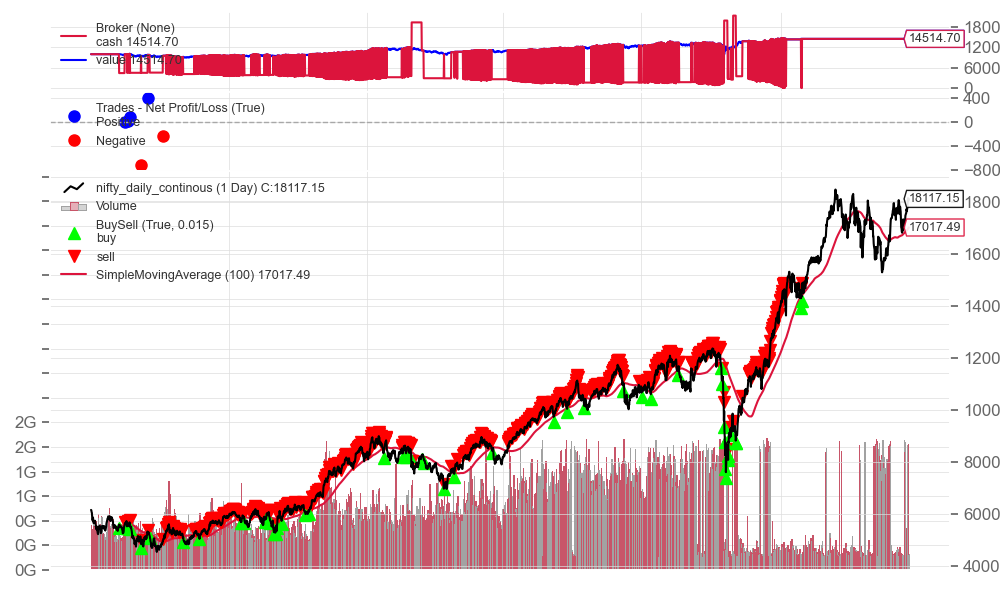 Broker (None)
cash 14514.70
value 14514.70
1800
14514.70
1200
6000
0
Trades - Net Profit/Loss (True)
Positive
Negative
400
0
−400
−800
nifty_daily_continous (1 Day) C:18117.15
Volume
BuySell (True, 0.015)
buy
sell
SimpleMovingAverage (100) 17017.49
18117.15
1800
17017.49
1600
1400
1200
1000
8000
6000
4000
2G
2G
1G
1G
0G
0G
0G